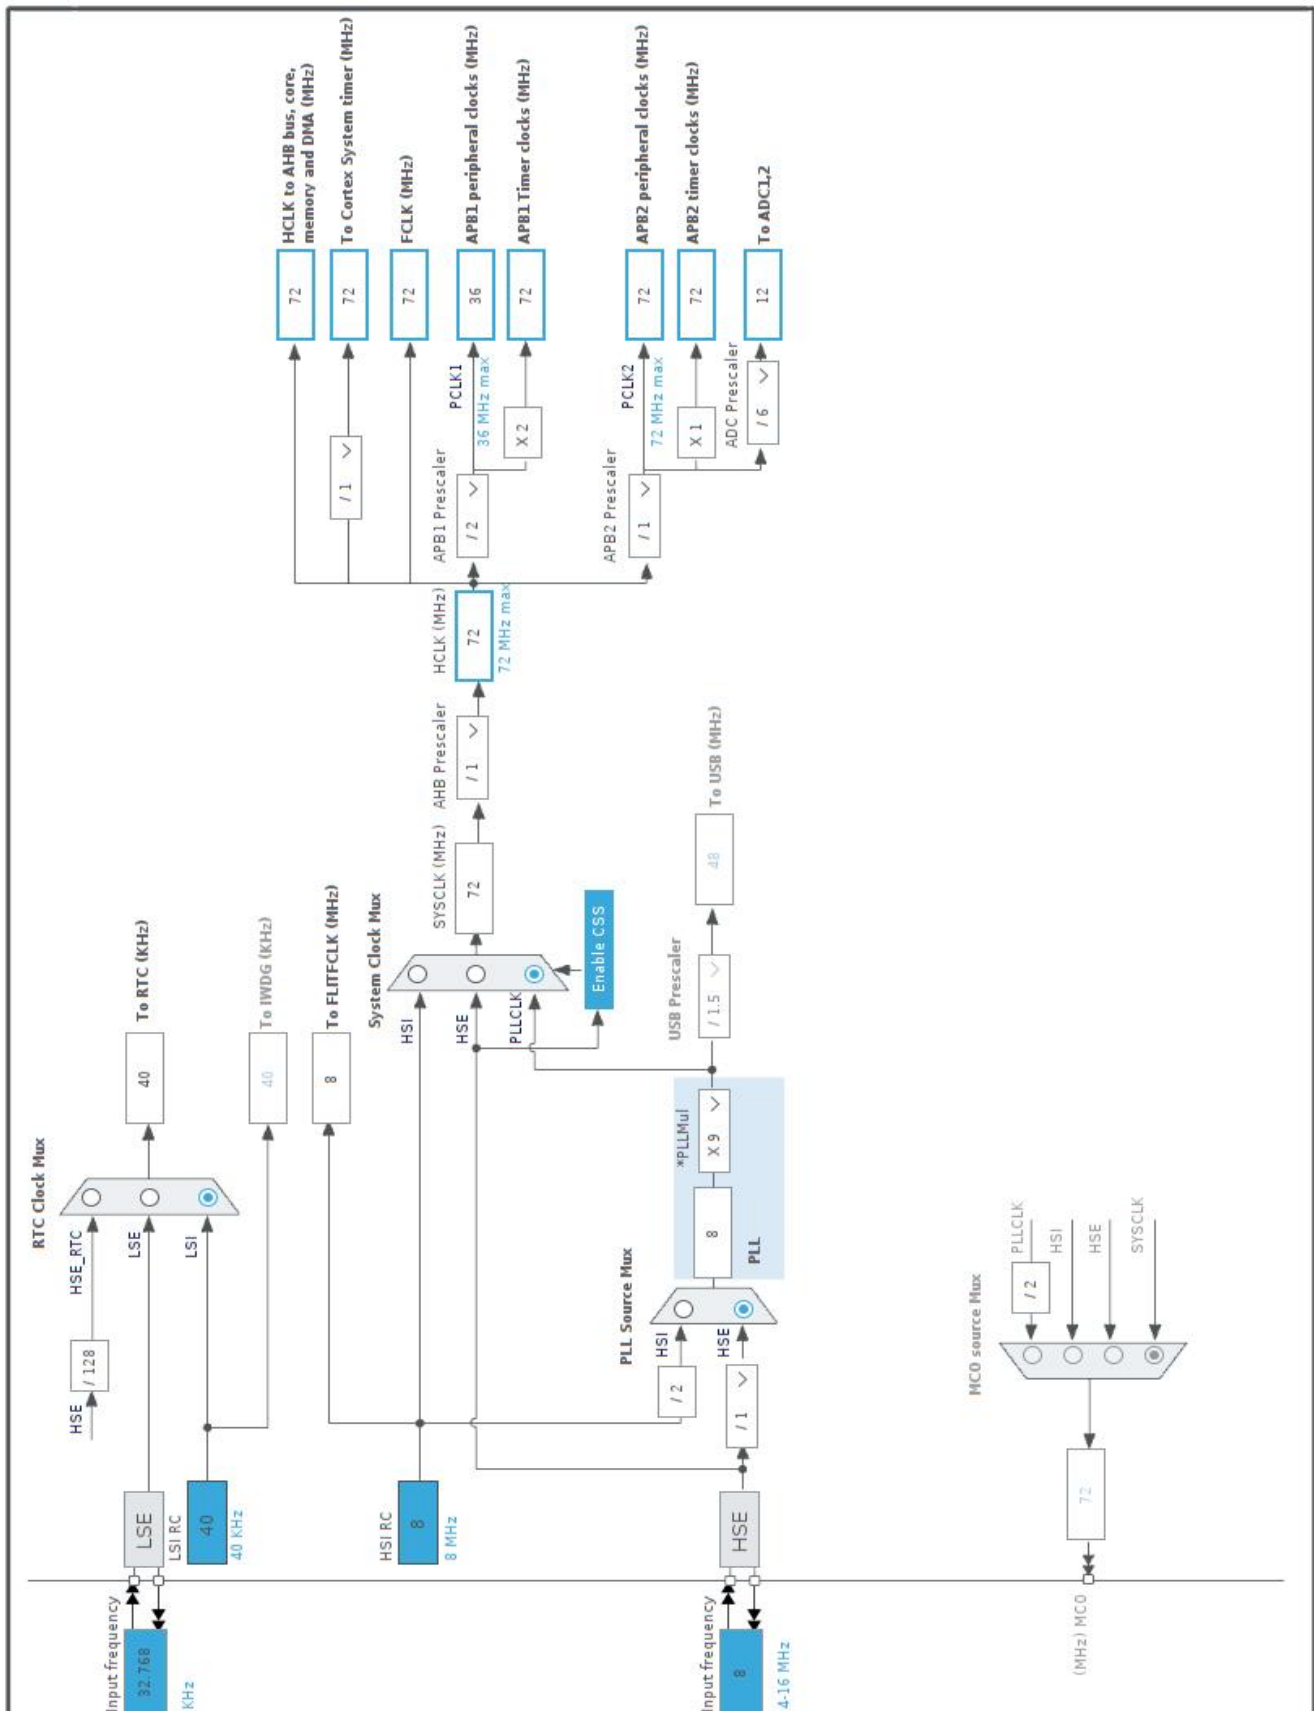 RTC Clock Mux
HSE
/ 128
HSE_RTC
Input frequency
32.768
KHz
LSE
LSE
To RTC (KHz)
40
LSI RC
40
40 KHz
LSI
40
To IWDG (KHz)
8
To FLITFCLK (MHz)
HSI RC
8
8 MHz
System Clock Mux
HSI
HSE
PLLCLK
Enable CSS
SYSCLK (MHz)
72
AHB Prescaler
/ 1
HCLK (MHz)
72
72 MHz max
72
HCLK to AHB bus, core,
memory and DMA (MHz)
/ 1
72
To Cortex System timer (MHz)
72
FCLK (MHz)
APB1 Prescaler
/ 2
PCLK1
36 MHz max
36
APB1 peripheral clocks (MHz)
X 2
72
APB1 Timer clocks (MHz)
APB2 Prescaler
/ 1
PCLK2
72 MHz max
72
APB2 peripheral clocks (MHz)
X 1
72
APB2 timer clocks (MHz)
ADC Prescaler
/ 6
12
To ADC1,2
PLL Source Mux
/ 2
HSI
Input frequency
8
4-16 MHz
HSE
/ 1
HSE
8
*PLLMul
X 9
PLL
USB Prescaler
/ 1.5
48
To USB (MHz)
MCO source Mux
(MHz) MCO
72
/ 2
PLLCLK
HSI
HSE
SYSCLK